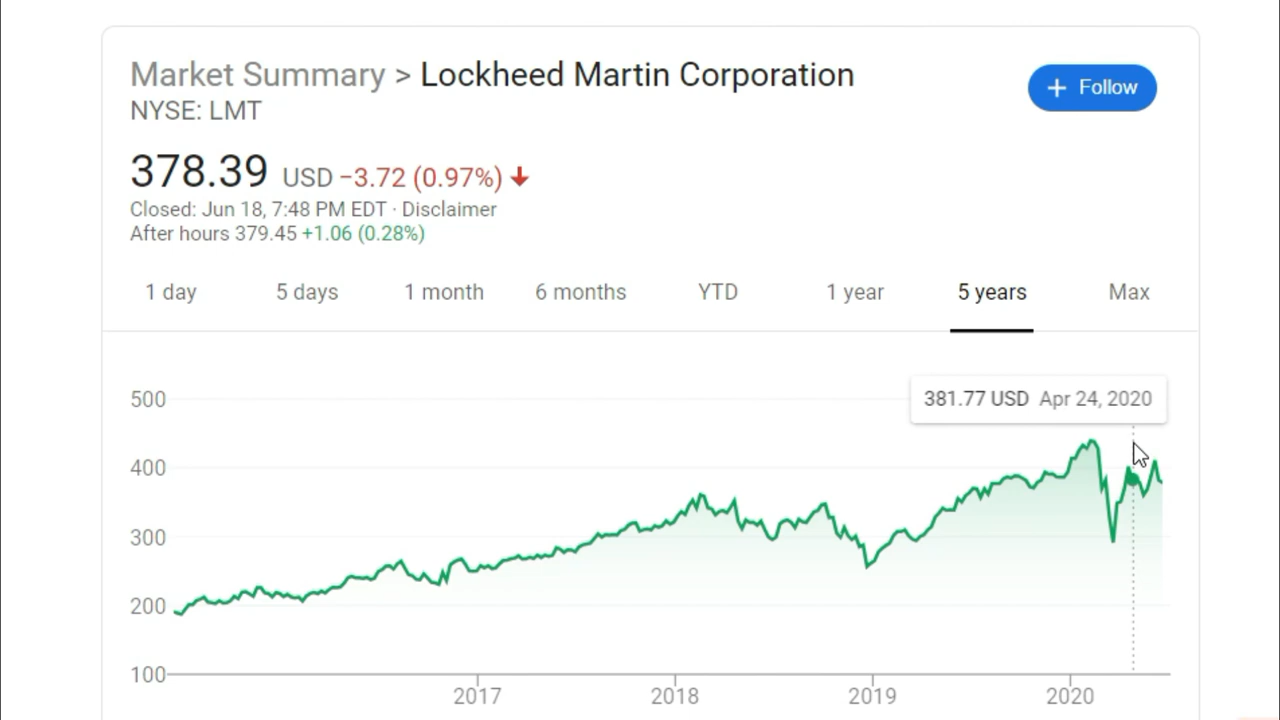 Market Summary > Lockheed Martin Corporation
+ Follow
NYSE: LMT
378.39 USD −3.72 (0.97%)
Closed: Jun 18, 7:48 PM EDT · Disclaimer
After hours 379.45 +1.06 (0.28%)
1 day 5 days 1 month 6 months YTD 1 year 5 years Max
381.77 USD Apr 24, 2020
500
400
300
200
100
2017 2018 2019 2020